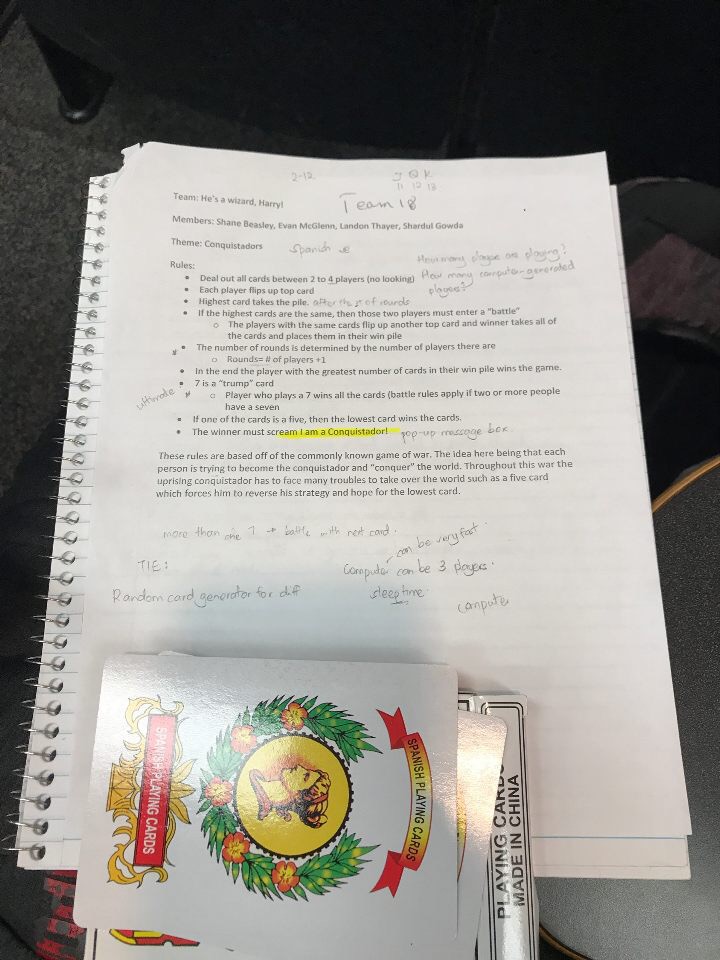 2-12
J Q K
11 12 13
Team: He's a wizard, Harry!
Team 18
Members: Shane Beasley, Evan McGlenn, Landon Thayer, Shardul Gowda
Theme: Conquistadors
Spanish
How many playe are playing?
Rules:
• Deal out all cards between 2 to 4 players (no looking)
How many computer generated
players?
• Each player flips up top card
• Highest card takes the pile. after the of rounds
• If the highest cards are the same, then those two players must enter a "battle"
o The players with the same cards flip up another top card and winner takes all of
the cards and places them in their win pile
* • The number of rounds is determined by the number of players there are
o Rounds= # of players +1
• In the end the player with the greatest number of cards in their win pile wins the game.
• 7 is a "trump" card
ultimate *
o Player who plays a 7 wins all the cards (battle rules apply if two or more people
have a seven
• If one of the cards is a five, then the lowest card wins the cards.
• The winner must scream I am a Conquistador! pop-up message box.
These rules are based off of the commonly known game of war. The idea here being that each
person is trying to become the conquistador and "conquer" the world. Throughout this war the
uprising conquistador has to face many troubles to take over the world such as a five card
which forces him to reverse his strategy and hope for the lowest card.
more than one 7 → battle with next card.
can be very fast.
TIE:
Computer can be 3 players.
Random card generator for diff
sleep time.
computer
SPANISH PLAYING CARDS
SPANISH PLAYING CARDS
PLAYING CARD
MADE IN CHINA